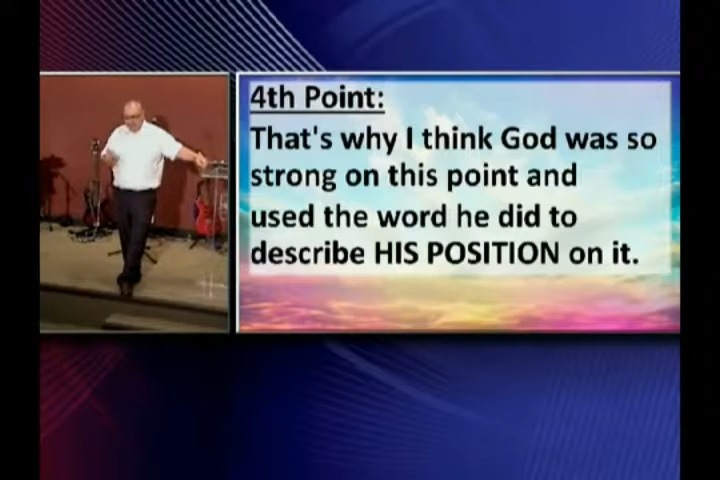 4th Point:
That's why I think God was so
strong on this point and
used the word he did to
describe HIS POSITION on it.